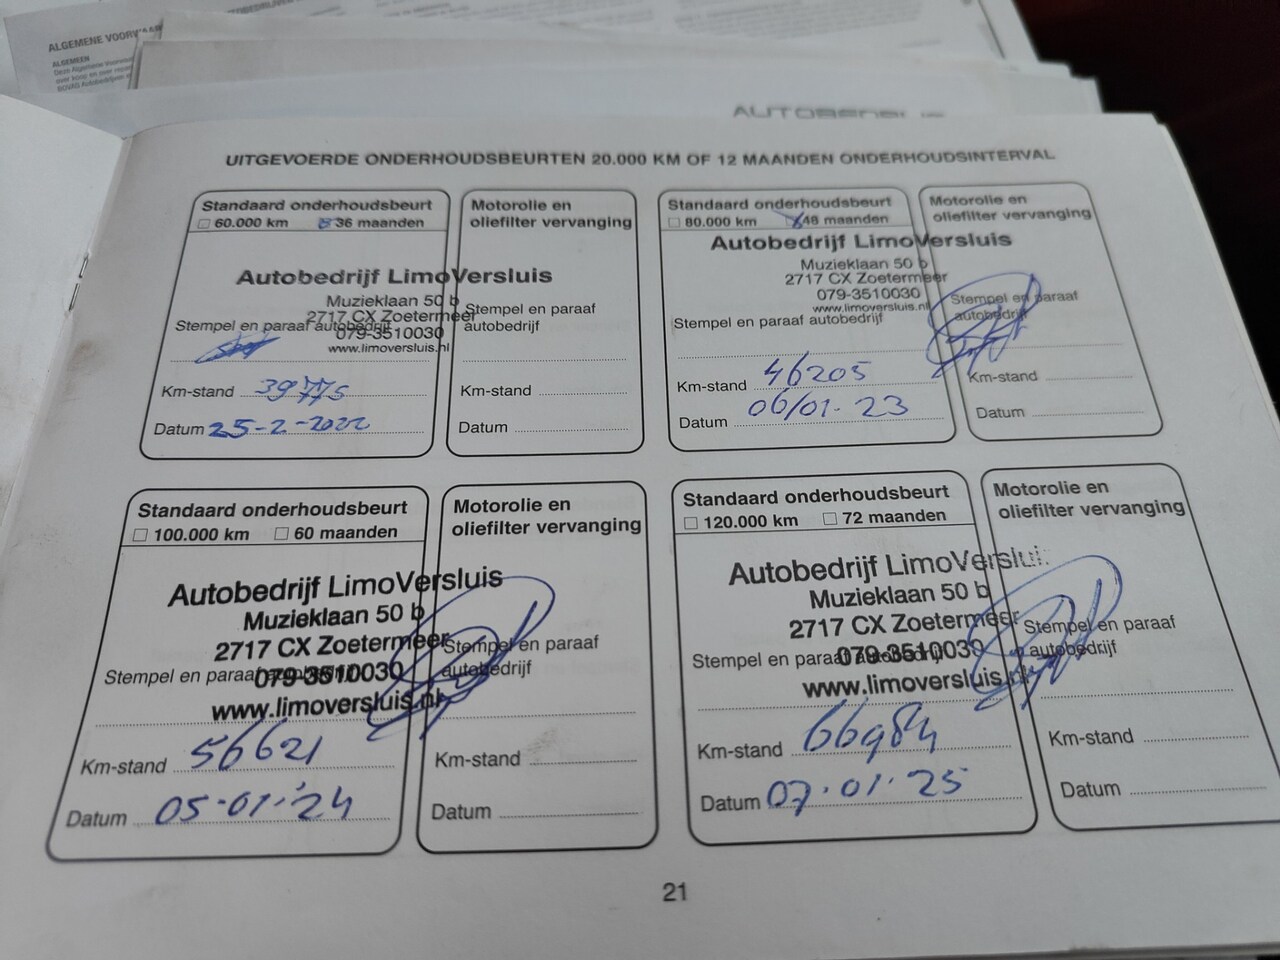 ALGEMENE VOORWAAR
ALGEMEEN
UITGEVOERDE ONDERHOUDSBEURTEN 20.000 KM OF 12 MAANDEN ONDERHOUDSINTERVAL
Standaard onderhoudsbeurt
60.000 km 36 maanden
Autobedrijf LimoVersluis
Muzieklaan 50 b
2717 CX Zoetermeer
Stempel en paraaf autobedrijf
079-3510030
www.limoversluis.nl
Km-stand 39775
Datum 25-2-2022
Motorolie en
oliefilter vervanging
Stempel en paraaf
autobedrijf
Km-stand
Datum
Standaard onderhoudsbeurt
80.000 km 48 maanden
Autobedrijf LimoVersluis
Muzieklaan 50 b
2717 CX Zoetermeer
079-3510030
www.limoversluis.nl
Stempel en paraaf autobedrijf
Km-stand 46205
Datum 06/01-23
Motorolie en
oliefilter vervanging
Stempel en paraaf
autobedrijf
Km-stand
Datum
Standaard onderhoudsbeurt
100.000 km 60 maanden
Autobedrijf LimoVersluis
Muzieklaan 50 b
2717 CX Zoetermeer
Stempel en paraaf autobedrijf
079-3510030
www.limoversluis.nl
Km-stand 56621
Datum 05-01-24
Motorolie en
oliefilter vervanging
Stempel en paraaf
autobedrijf
Km-stand
Datum
Standaard onderhoudsbeurt
120.000 km 72 maanden
Autobedrijf LimoVersluis
Muzieklaan 50 b
2717 CX Zoetermeer
Stempel en paraaf autobedrijf
079-3510030
www.limoversluis.nl
Km-stand 66984
Datum 07.01.25
Motorolie en
oliefilter vervanging
Stempel en paraaf
autobedrijf
Km-stand
Datum
21